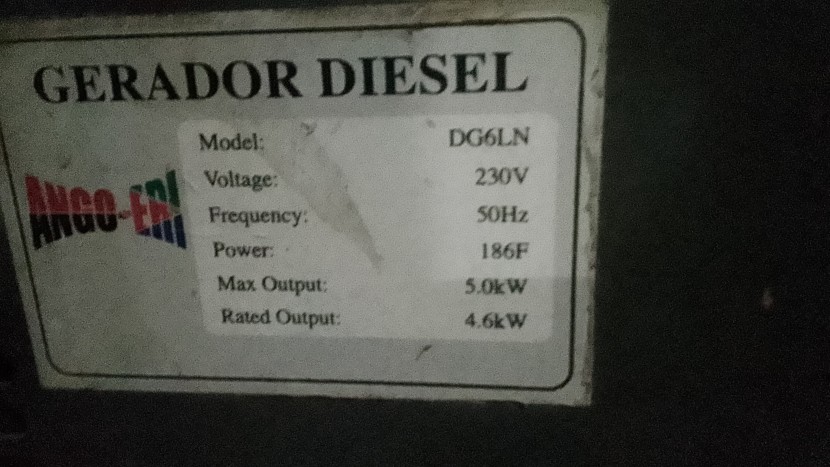 GERADOR DIESEL
ANGO-ERI
Model: DG6LN
Voltage: 230V
Frequency: 50Hz
Power: 186F
Max Output: 5.0kW
Rated Output: 4.6kW